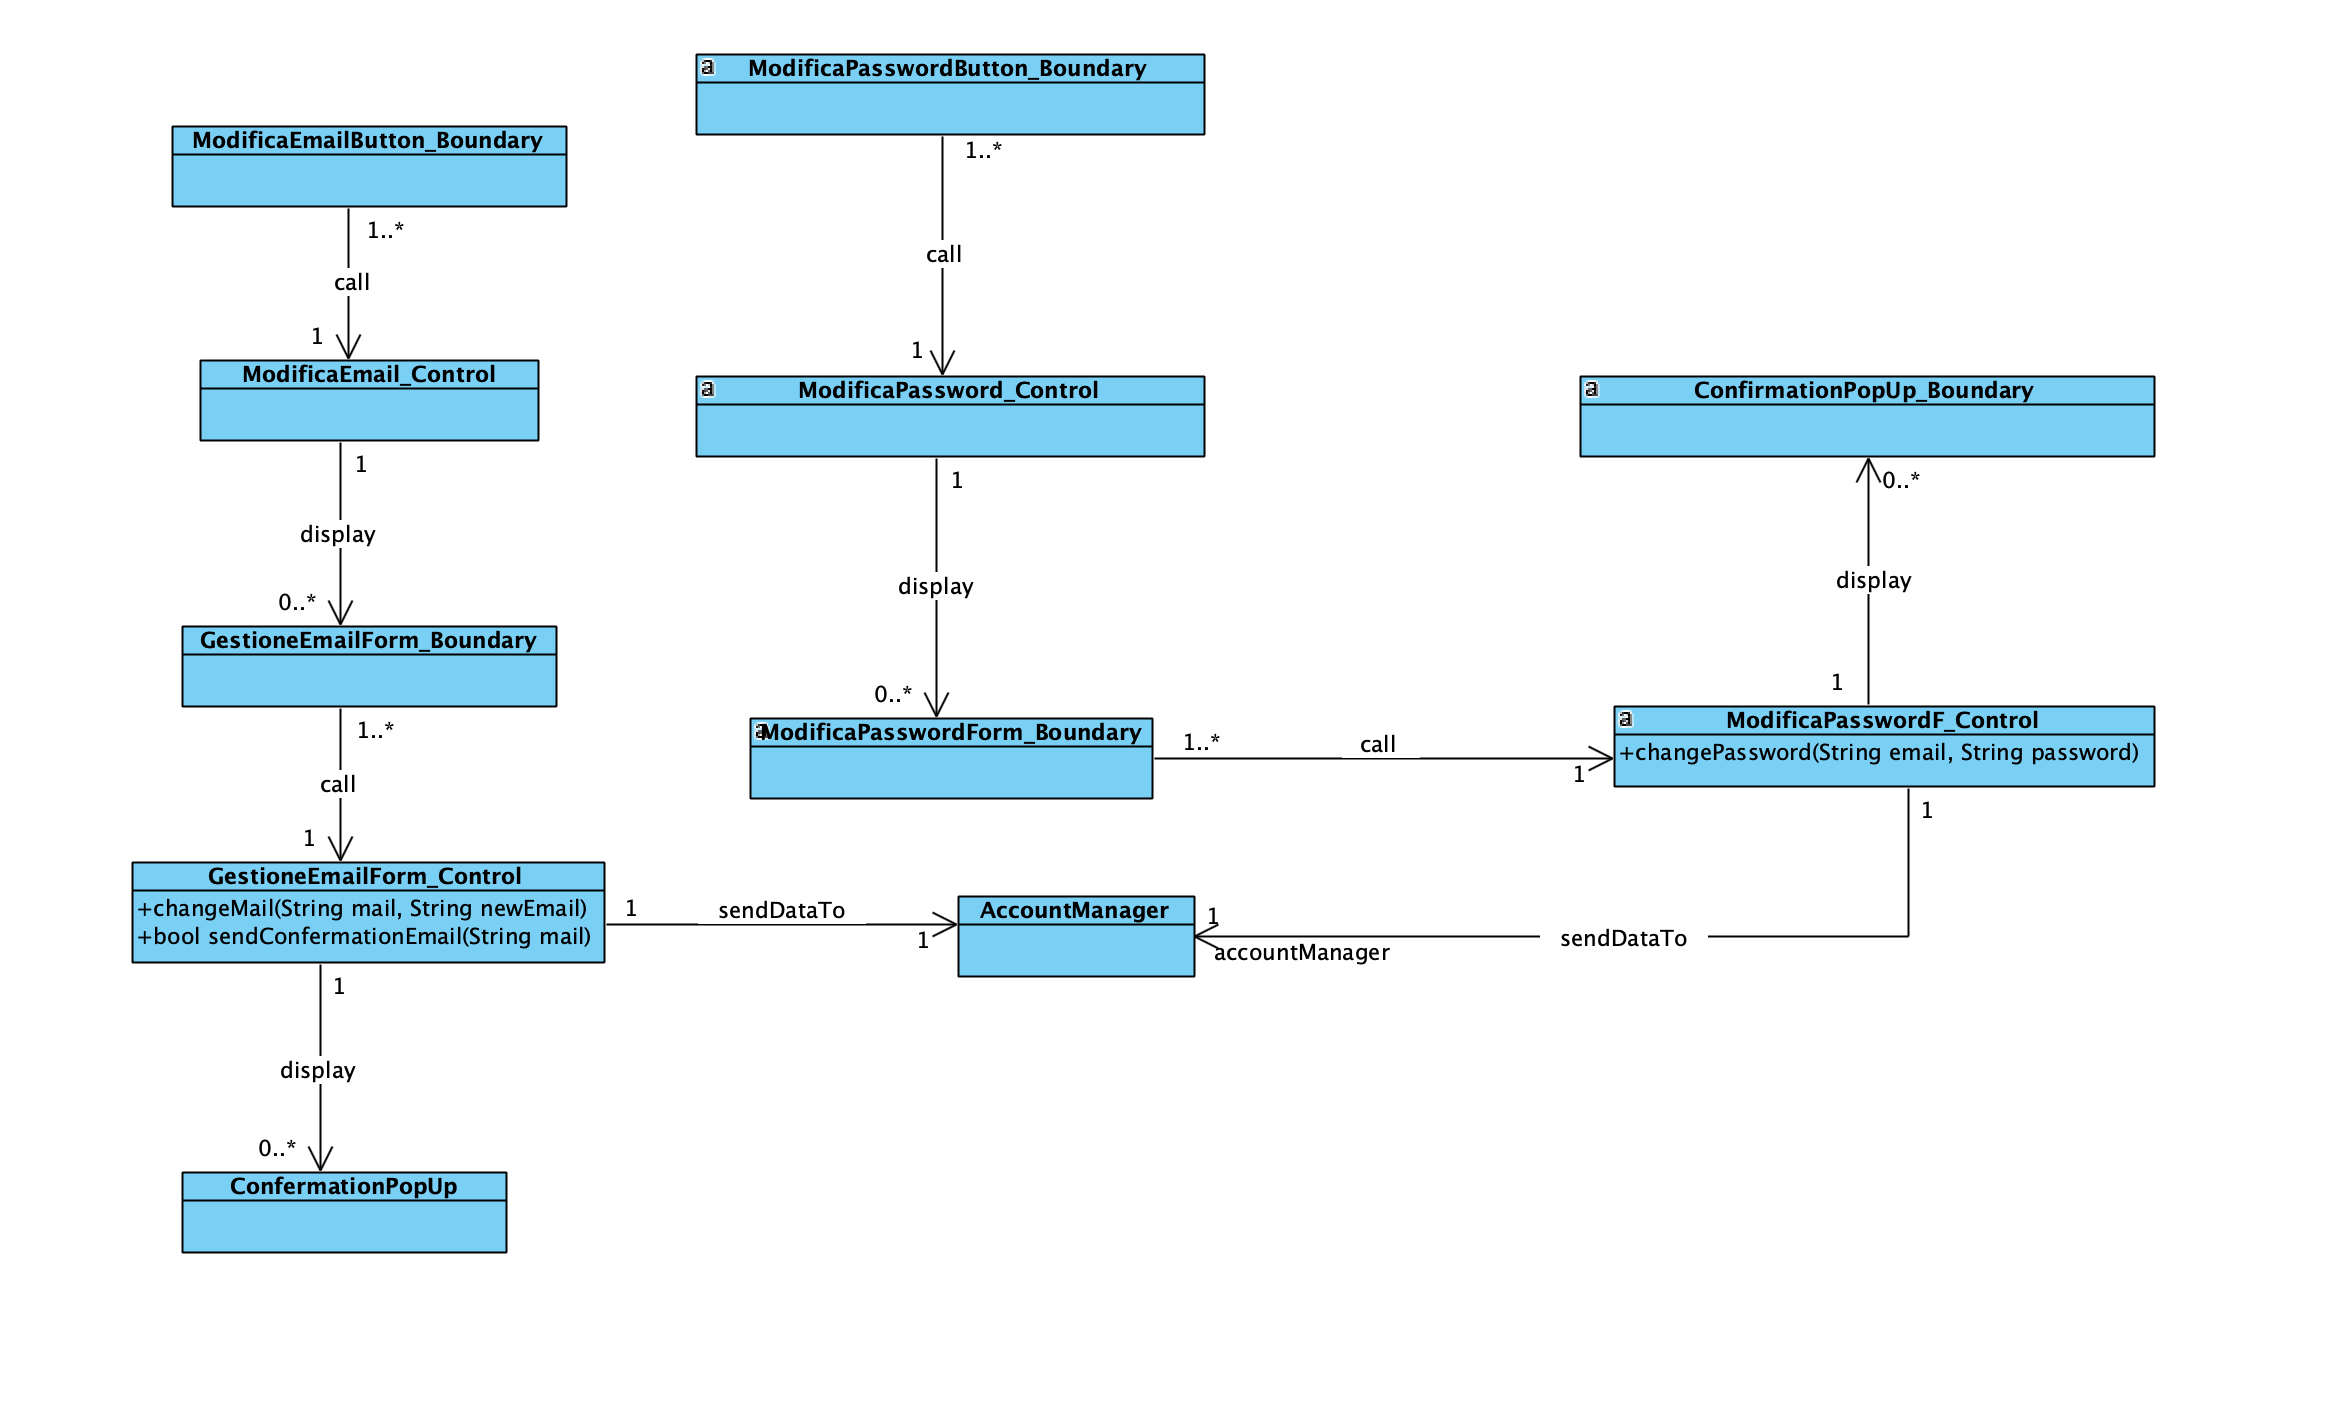 a ModificaPasswordButton_Boundary
1..*
call
1
a ModificaPassword_Control
1
display
0..*
a ModificaPasswordForm_Boundary
1..*
call
1
ModificaEmailButton_Boundary
1..*
call
1
ModificaEmail_Control
1
display
0..*
GestioneEmailForm_Boundary
1..*
call
1
GestioneEmailForm_Control
+changeMail(String mail, String newEmail)
+bool sendConfermationEmail(String mail)
1
sendDataTo
1
1
display
0..*
ConfermationPopUp
AccountManager
1
accountManager
sendDataTo
1
a ModificaPasswordF_Control
+changePassword(String email, String password)
1
display
0..*
a ConfirmationPopUp_Boundary